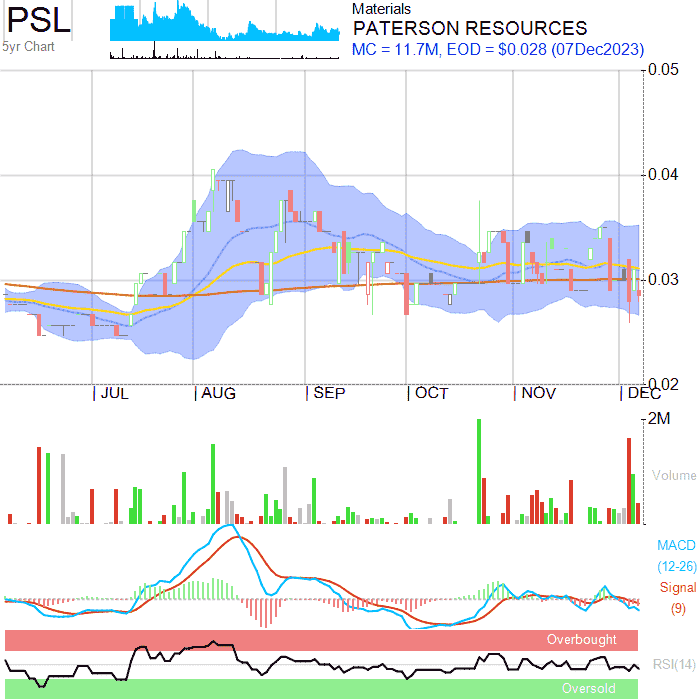 PSL
5yr Chart
Materials
PATERSON RESOURCES
MC = 11.7M, EOD = $0.028 (07Dec2023)
0.05
0.04
0.03
0.02
JUL AUG SEP OCT NOV DEC
2M
Volume
MACD
(12-26)
Signal
(9)
Overbought
RSI(14)
Oversold